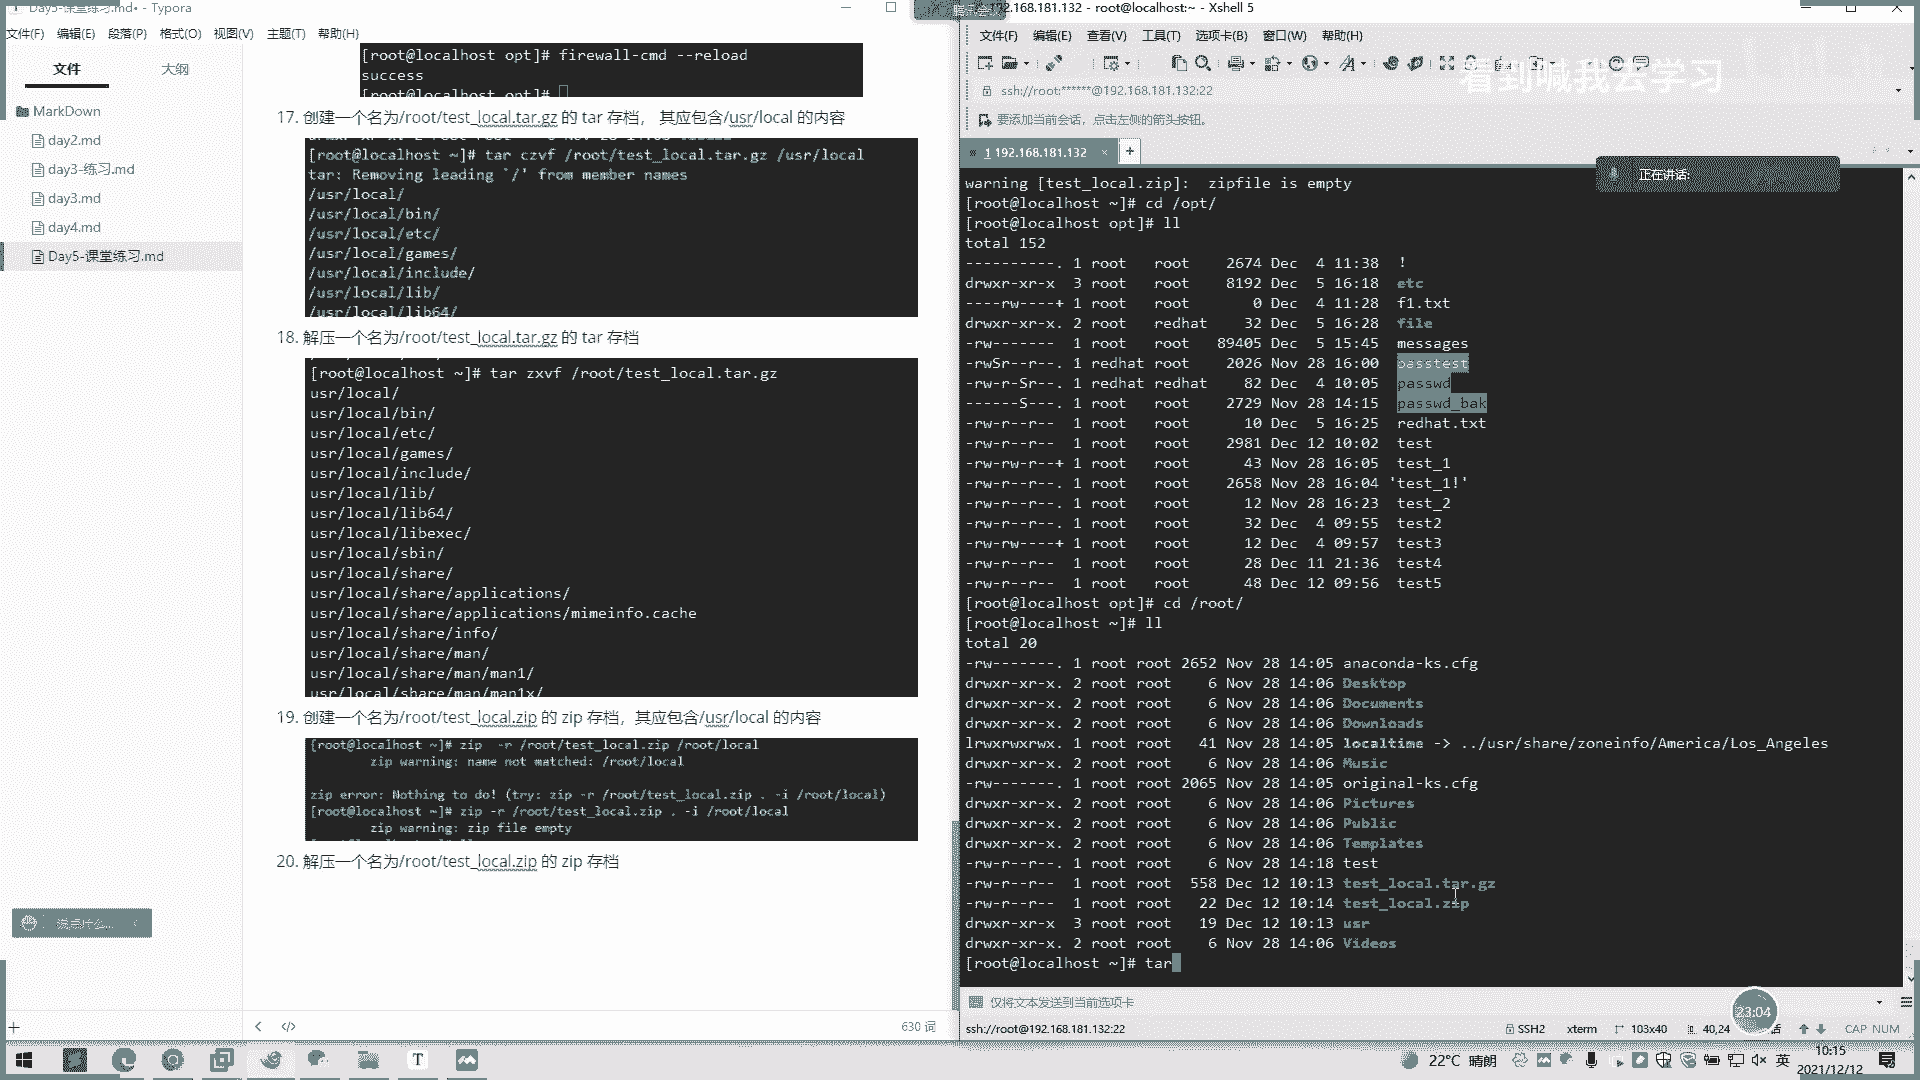 Day5-课堂练习.md• - Typora
文件(F) 编辑(E) 段落(P) 格式(O) 视图(V) 主题(T) 帮助(H)
文件 大纲
MarkDown
day2.md
day3-练习.md
day3.md
day4.md
Day5-课堂练习.md
[root@localhost opt]# firewall-cmd --reload
success
[root@localhost opt]#
17. 创建一个名为/root/test_local.tar.gz 的 tar 存档， 其应包含/usr/local 的内容
[root@localhost ~]# tar czvf /root/test_local.tar.gz /usr/local
tar: Removing leading `/' from member names
/usr/local/
/usr/local/bin/
/usr/local/etc/
/usr/local/games/
/usr/local/include/
/usr/local/lib/
/usr/local/lib64/
18. 解压一个名为/root/test_local.tar.gz 的 tar 存档
[root@localhost ~]# tar zxvf /root/test_local.tar.gz
usr/local/
usr/local/bin/
usr/local/etc/
usr/local/games/
usr/local/include/
usr/local/lib/
usr/local/lib64/
usr/local/libexec/
usr/local/sbin/
usr/local/share/
usr/local/share/applications/
usr/local/share/applications/mimeinfo.cache
usr/local/share/info/
usr/local/share/man/
usr/local/share/man/man1/
usr/local/share/man/man1x/
19. 创建一个名为/root/test_local.zip 的 zip 存档，其应包含/usr/local 的内容
[root@localhost ~]# zip -r /root/test_local.zip /root/local
zip warning: name not matched: /root/local
zip error: Nothing to do! (try: zip -r /root/test_local.zip . -i /root/local)
[root@localhost ~]# zip -r /root/test_local.zip . -i /root/local
zip warning: zip file empty
20. 解压一个名为/root/test_local.zip 的 zip 存档
说点什么...
630 词
腾讯会议
192.168.181.132 - root@localhost:~ - Xshell 5
文件(F) 编辑(E) 查看(V) 工具(T) 选项卡(B) 窗口(W) 帮助(H)
看到喊我去学习
ssh://root:******@192.168.181.132:22
要添加当前会话，点击左侧的箭头按钮。
1 192.168.181.132
正在讲话:
warning [test_local.zip]:  zipfile is empty
[root@localhost ~]# cd /opt/
[root@localhost opt]# ll
total 152
----------. 1 root   root    2674 Dec  4 11:38  !
drwxr-xr-x  3 root   root    8192 Dec  5 16:18  etc
----rw----+ 1 root   root       0 Dec  4 11:28  f1.txt
drwxr-xr-x. 2 root   redhat    32 Dec  5 16:28  file
-rw-------  1 root   root   89405 Dec  5 15:45  messages
-rwSr--r--. 1 redhat root    2026 Nov 28 16:00  passtest
-rw-r-Sr--. 1 redhat redhat    82 Dec  4 10:05  passwd
------S---. 1 root   root    2729 Nov 28 14:15  passwd_bak
-rw-r--r--  1 root   root      10 Dec  5 16:25  redhat.txt
-rw-r--r--  1 root   root    2981 Dec 12 10:02  test
-rw-rw-r--+ 1 root   root      43 Nov 28 16:05  test_1
-rw-r--r--  1 root   root    2658 Nov 28 16:04 'test_1!'
-rw-r--r--. 1 root   root      12 Nov 28 16:23  test_2
-rw-r--r--  1 root   root      32 Dec  4 09:55  test2
-rw-rw----+ 1 root   root      12 Dec  4 09:57  test3
-rw-r--r--  1 root   root      28 Dec 11 21:36  test4
-rw-r--r--  1 root   root      48 Dec 12 09:56  test5
[root@localhost opt]# cd /root/
[root@localhost ~]# ll
total 20
-rw-------. 1 root root 2652 Nov 28 14:05 anaconda-ks.cfg
drwxr-xr-x. 2 root root    6 Nov 28 14:06 Desktop
drwxr-xr-x. 2 root root    6 Nov 28 14:06 Documents
drwxr-xr-x. 2 root root    6 Nov 28 14:06 Downloads
lrwxrwxrwx. 1 root root   41 Nov 28 14:05 localtime -> ../usr/share/zoneinfo/America/Los_Angeles
drwxr-xr-x. 2 root root    6 Nov 28 14:06 Music
-rw-------. 1 root root 2065 Nov 28 14:05 original-ks.cfg
drwxr-xr-x. 2 root root    6 Nov 28 14:06 Pictures
drwxr-xr-x. 2 root root    6 Nov 28 14:06 Public
drwxr-xr-x. 2 root root    6 Nov 28 14:06 Templates
-rw-r--r--. 1 root root    6 Nov 28 14:18 test
-rw-r--r--  1 root root  558 Dec 12 10:13 test_local.tar.gz
-rw-r--r--  1 root root   22 Dec 12 10:14 test_local.zip
drwxr-xr-x  3 root root   19 Dec 12 10:13 usr
drwxr-xr-x. 2 root root    6 Nov 28 14:06 Videos
[root@localhost ~]# tar
仅将文本发送到当前选项卡
23:04
ssh://root@192.168.181.132:22 SSH2 xterm 103x40 40,24 CAP NUM
22°C 晴朗 英 10:15
2021/12/12